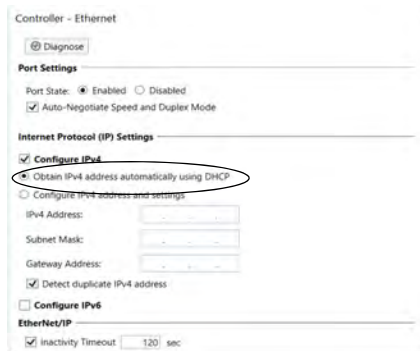 Controller - Ethernet
Diagnose
Port Settings
Port State: Enabled Disabled
Auto-Negotiate Speed and Duplex Mode
Internet Protocol (IP) Settings
Configure IPv4
Obtain IPv4 address automatically using DHCP
Configure IPv4 address and settings
IPv4 Address:
Subnet Mask:
Gateway Address:
Detect duplicate IPv4 address
Configure IPv6
EtherNet/IP
Inactivity Timeout 120 sec